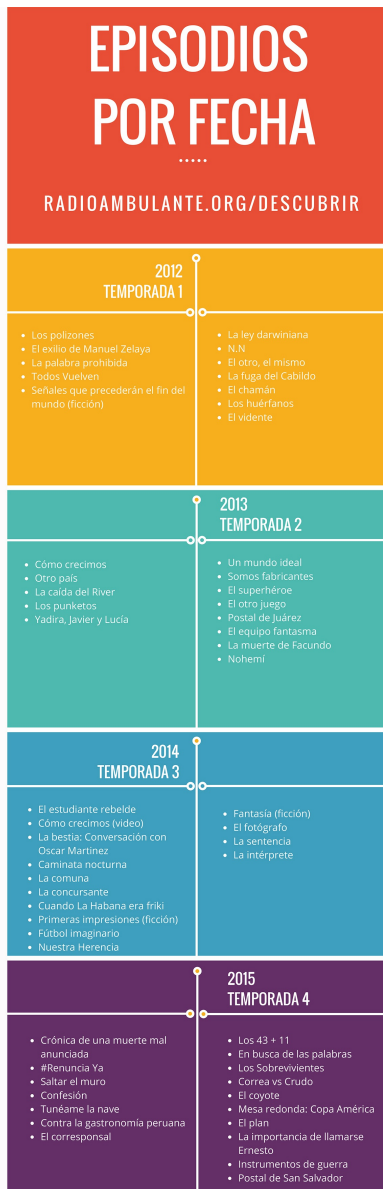 EPISODIOS
POR FECHA
RADIOAMBULANTE.ORG/DESCUBRIR
2012
TEMPORADA 1
• Los polizones
• El exilio de Manuel Zelaya
• La palabra prohibida
• Todos Vuelven
• Señales que precederán el fin del
mundo (ficción)
• La ley darwiniana
• N.N
• El otro, el mismo
• La fuga del Cabildo
• El chamán
• Los huérfanos
• El vidente
2013
TEMPORADA 2
• Cómo crecimos
• Otro país
• La caída del River
• Los punketos
• Yadira, Javier y Lucía
• Un mundo ideal
• Somos fabricantes
• El superhéroe
• El otro juego
• Postal de Juárez
• El equipo fantasma
• La muerte de Facundo
• Nohemí
2014
TEMPORADA 3
• El estudiante rebelde
• Cómo crecimos (video)
• La bestia: Conversación con
Oscar Martinez
• Caminata nocturna
• La comuna
• La concursante
• Cuando La Habana era friki
• Primeras impresiones (ficción)
• Fútbol imaginario
• Nuestra Herencia
• Fantasía (ficción)
• El fotógrafo
• La sentencia
• La intérprete
2015
TEMPORADA 4
• Crónica de una muerte mal
anunciada
• #Renuncia Ya
• Saltar el muro
• Confesión
• Tunéame la nave
• Contra la gastronomía peruana
• El corresponsal
• Los 43 + 11
• En busca de las palabras
• Los Sobrevivientes
• Correa vs Crudo
• El coyote
• Mesa redonda: Copa América
• El plan
• La importancia de llamarse
Ernesto
• Instrumentos de guerra
• Postal de San Salvador